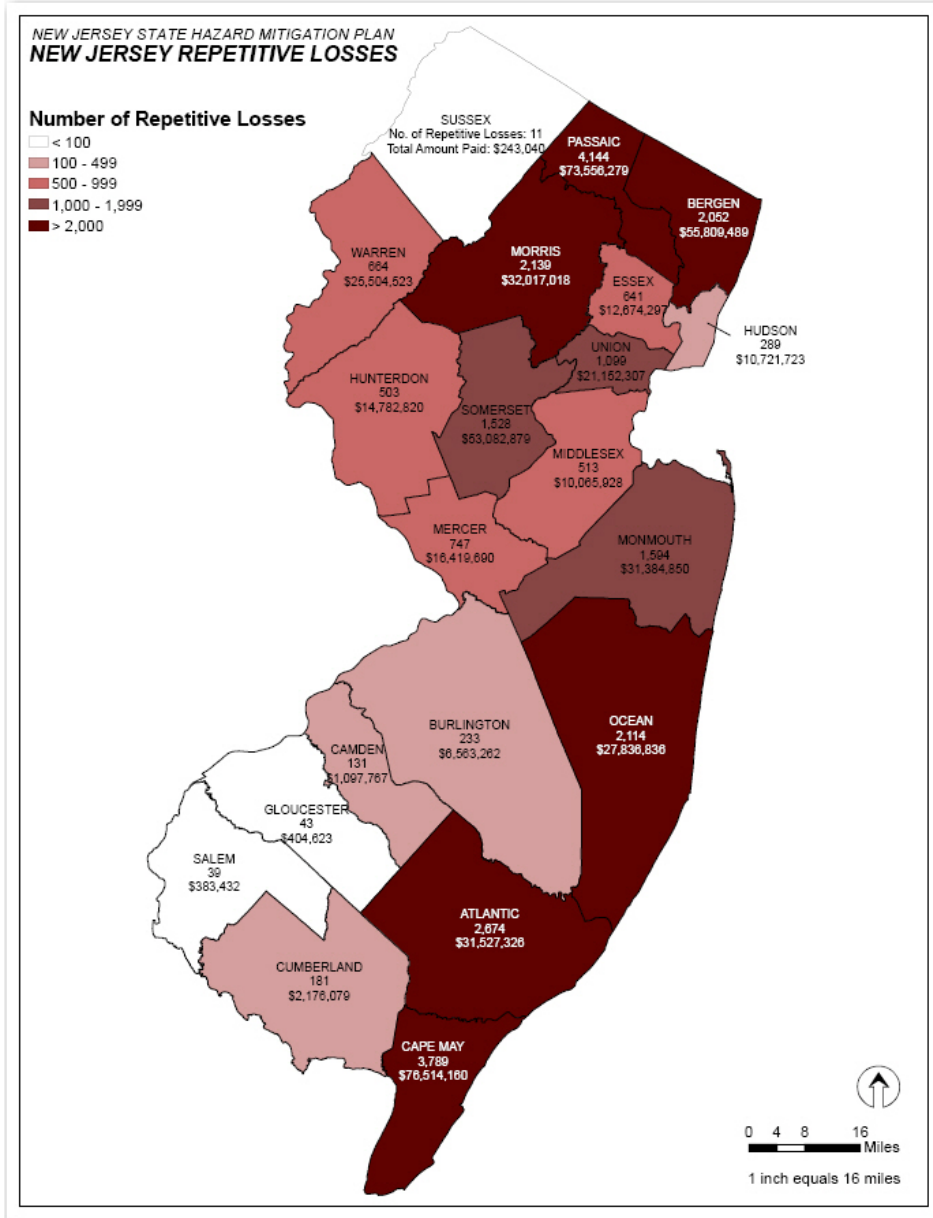 NEW JERSEY STATE HAZARD MITIGATION PLAN
NEW JERSEY REPETITIVE LOSSES
Number of Repetitive Losses
< 100
100 - 499
500 - 999
1,000 - 1,999
> 2,000
SUSSEX
No. of Repetitive Losses: 11
Total Amount Paid: $243,040
PASSAIC
4,144
$73,556,279
BERGEN
2,052
$55,809,489
WARREN
664
$25,504,523
MORRIS
2,139
$32,017,018
ESSEX
641
$12,674,297
HUDSON
289
$10,721,723
UNION
1,099
$21,152,307
HUNTERDON
503
$14,782,820
SOMERSET
1,528
$53,082,879
MIDDLESEX
513
$10,065,928
MERCER
747
$16,419,690
MONMOUTH
1,594
$31,384,850
BURLINGTON
233
$6,563,262
OCEAN
2,114
$27,836,836
CAMDEN
131
$1,097,767
GLOUCESTER
43
$404,623
SALEM
39
$383,432
ATLANTIC
2,674
$31,527,326
CUMBERLAND
181
$2,176,079
CAPE MAY
3,789
$76,514,160
0 4 8 16
Miles
1 inch equals 16 miles